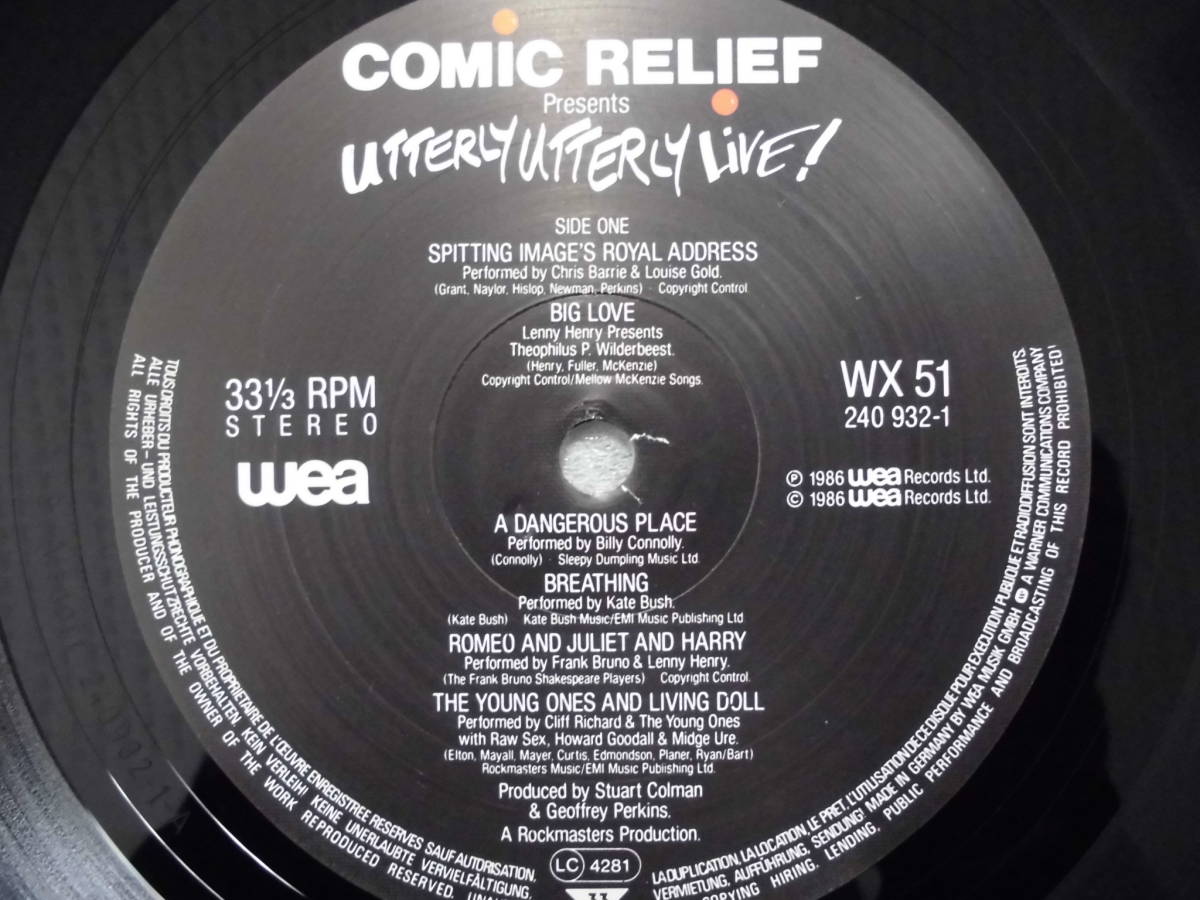 COMIC RELIEF
Presents
UTTERLY UTTERLY LIVE!
SIDE ONE
SPITTING IMAGE'S ROYAL ADDRESS
Performed by Chris Barrie & Louise Gold.
(Grant, Naylor, Hislop, Newman, Perkins) · Copyright Control
BIG LOVE
Lenny Henry Presents
Theophilus P. Wilderbeest.
(Henry, Fuller, McKenzie)
Copyright Control/Mellow McKenzie Songs.
33⅓ RPM
STEREO
wea
WX 51
240 932-1
℗ 1986 wea Records Ltd.
© 1986 wea Records Ltd.
A DANGEROUS PLACE
Performed by Billy Connolly.
(Connolly) · Sleepy Dumpling Music Ltd.
BREATHING
Performed by Kate Bush.
(Kate Bush) Kate Bush Music/EMI Music Publishing Ltd
ROMEO AND JULIET AND HARRY
Performed by Frank Bruno & Lenny Henry.
(The Frank Bruno Shakespeare Players) Copyright Control.
THE YOUNG ONES AND LIVING DOLL
Performed by Cliff Richard & The Young Ones
with Raw Sex, Howard Goodall & Midge Ure.
(Elton, Mayall, Mayer, Curtis, Edmondson, Planer, Ryan/Bart)
Rockmasters Music/EMI Music Publishing Ltd.
Produced by Stuart Colman
& Geoffrey Perkins.
A Rockmasters Production.
LC 4281
TOUS DROITS DU PRODUCTEUR PHONOGRAPHIQUE ET DU PROPRIETAIRE DE L'ŒUVRE ENREGISTREE RESERVES SAUF AUTORISATION,
LA DUPLICATION, LA LOCATION, LE PRET, L'UTILISATION DE CE DISQUE POUR EXECUTION PUBLIQUE ET RADIODIFFUSION SONT INTERDITS.
ALLE URHEBER – UND LEISTUNGSSCHUTZRECHTE VORBEHALTEN KEIN VERLEIH! KEINE UNERLAUBTE VERVIELFÄLTIGUNG,
VERMIETUNG, AUFFÜHRUNG, SENDUNG! MADE IN GERMANY BY WEA MUSIK GMBH A WARNER COMMUNICATIONS COMPANY
ALL RIGHTS OF THE PRODUCER AND OF THE OWNER OF THE WORK REPRODUCED RESERVED.
COPYING HIRING, LENDING, PUBLIC PERFORMANCE AND BROADCASTING OF THIS RECORD PROHIBITED!